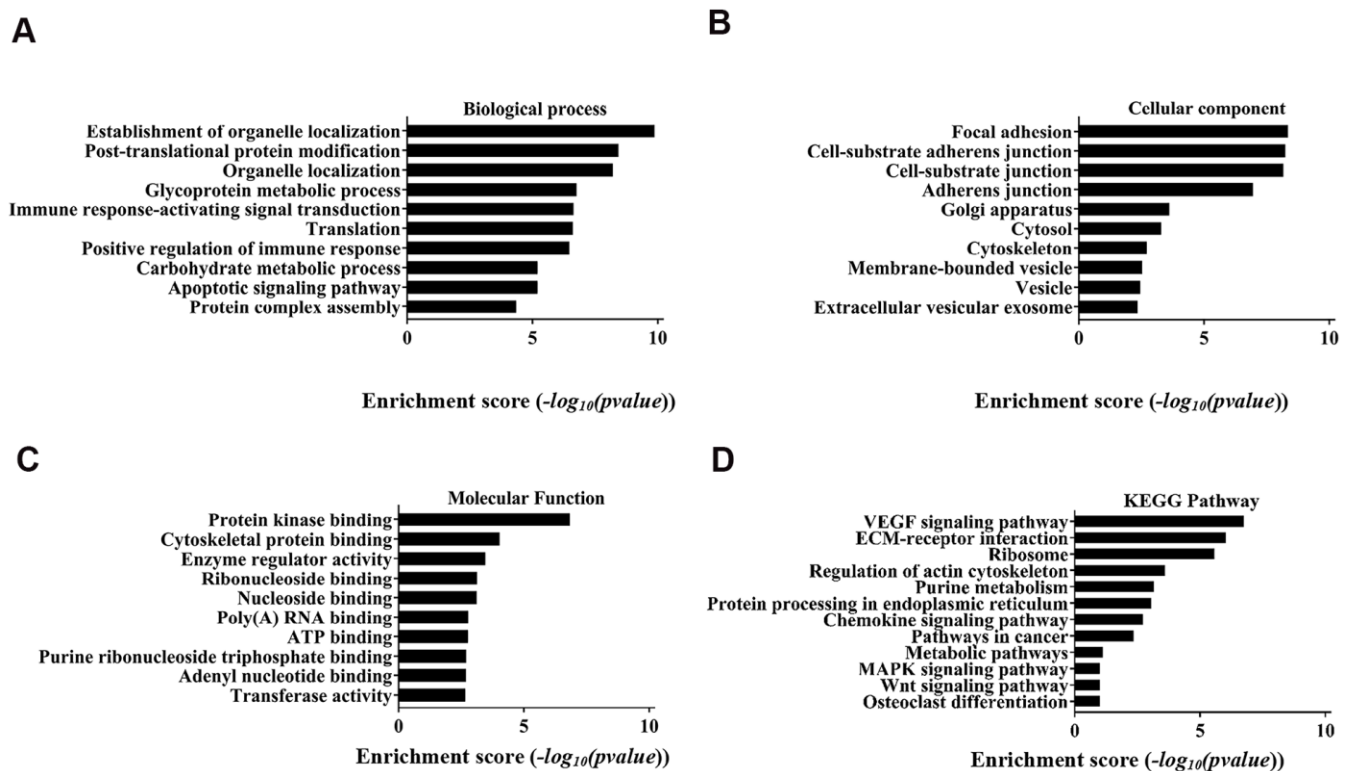 A
Biological process
Establishment of organelle localization
Post-translational protein modification
Organelle localization
Glycoprotein metabolic process
Immune response-activating signal transduction
Translation
Positive regulation of immune response
Carbohydrate metabolic process
Apoptotic signaling pathway
Protein complex assembly
0 5 10
Enrichment score (-log10(pvalue))
B
Cellular component
Focal adhesion
Cell-substrate adherens junction
Cell-substrate junction
Adherens junction
Golgi apparatus
Cytosol
Cytoskeleton
Membrane-bounded vesicle
Vesicle
Extracellular vesicular exosome
0 5 10
Enrichment score (-log10(pvalue))
C
Molecular Function
Protein kinase binding
Cytoskeletal protein binding
Enzyme regulator activity
Ribonucleoside binding
Nucleoside binding
Poly(A) RNA binding
ATP binding
Purine ribonucleoside triphosphate binding
Adenyl nucleotide binding
Transferase activity
0 5 10
Enrichment score (-log10(pvalue))
D
KEGG Pathway
VEGF signaling pathway
ECM-receptor interaction
Ribosome
Regulation of actin cytoskeleton
Purine metabolism
Protein processing in endoplasmic reticulum
Chemokine signaling pathway
Pathways in cancer
Metabolic pathways
MAPK signaling pathway
Wnt signaling pathway
Osteoclast differentiation
0 5 10
Enrichment score (-log10(pvalue))